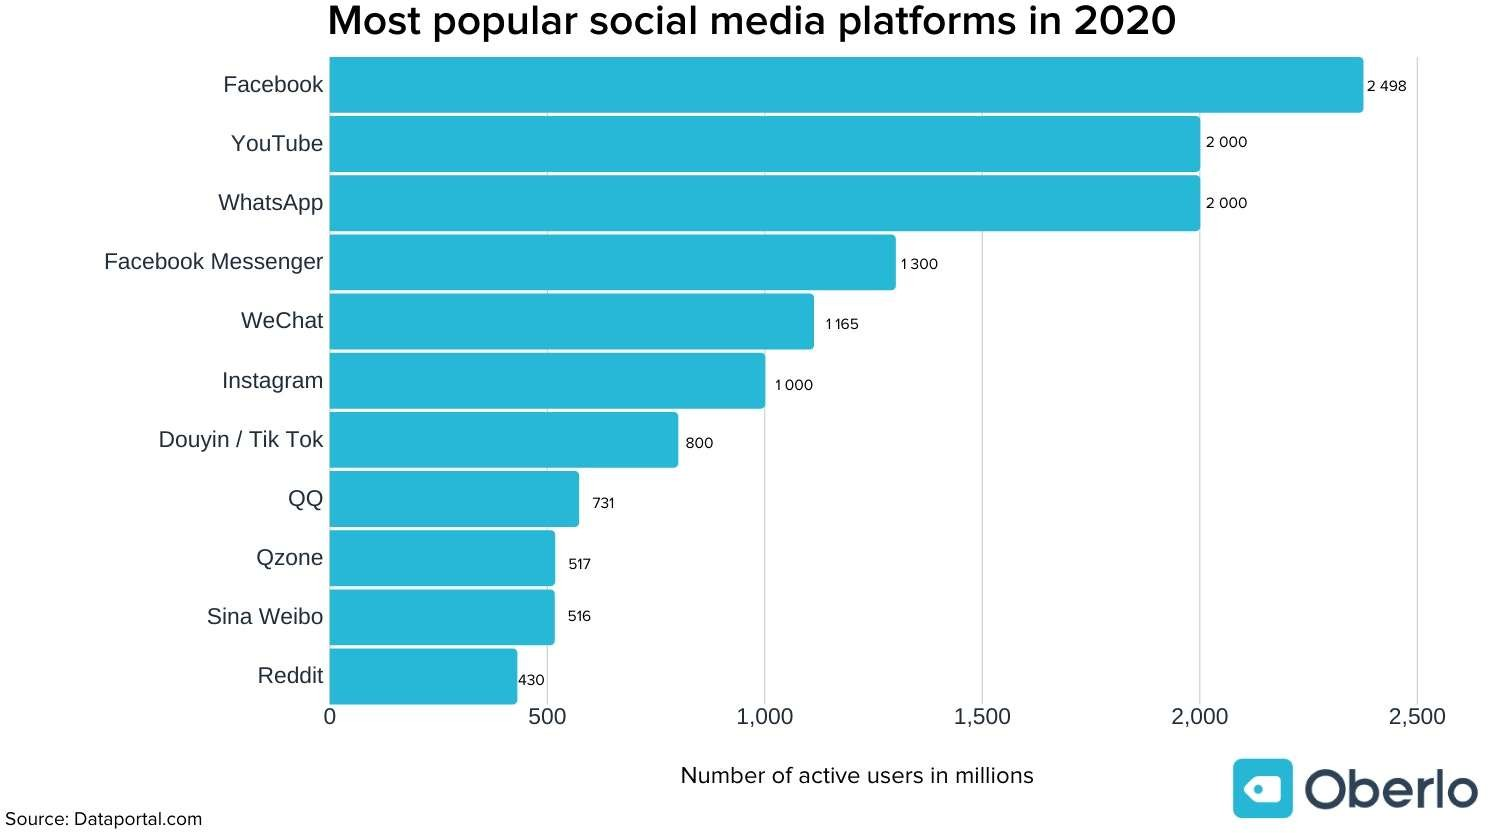 Most popular social media platforms in 2020
Facebook 2 498
YouTube 2 000
WhatsApp 2 000
Facebook Messenger 1 300
WeChat 1 165
Instagram 1 000
Douyin / Tik Tok 800
QQ 731
Qzone 517
Sina Weibo 516
Reddit 430
0 500 1,000 1,500 2,000 2,500
Number of active users in millions
Oberlo
Source: Dataportal.com